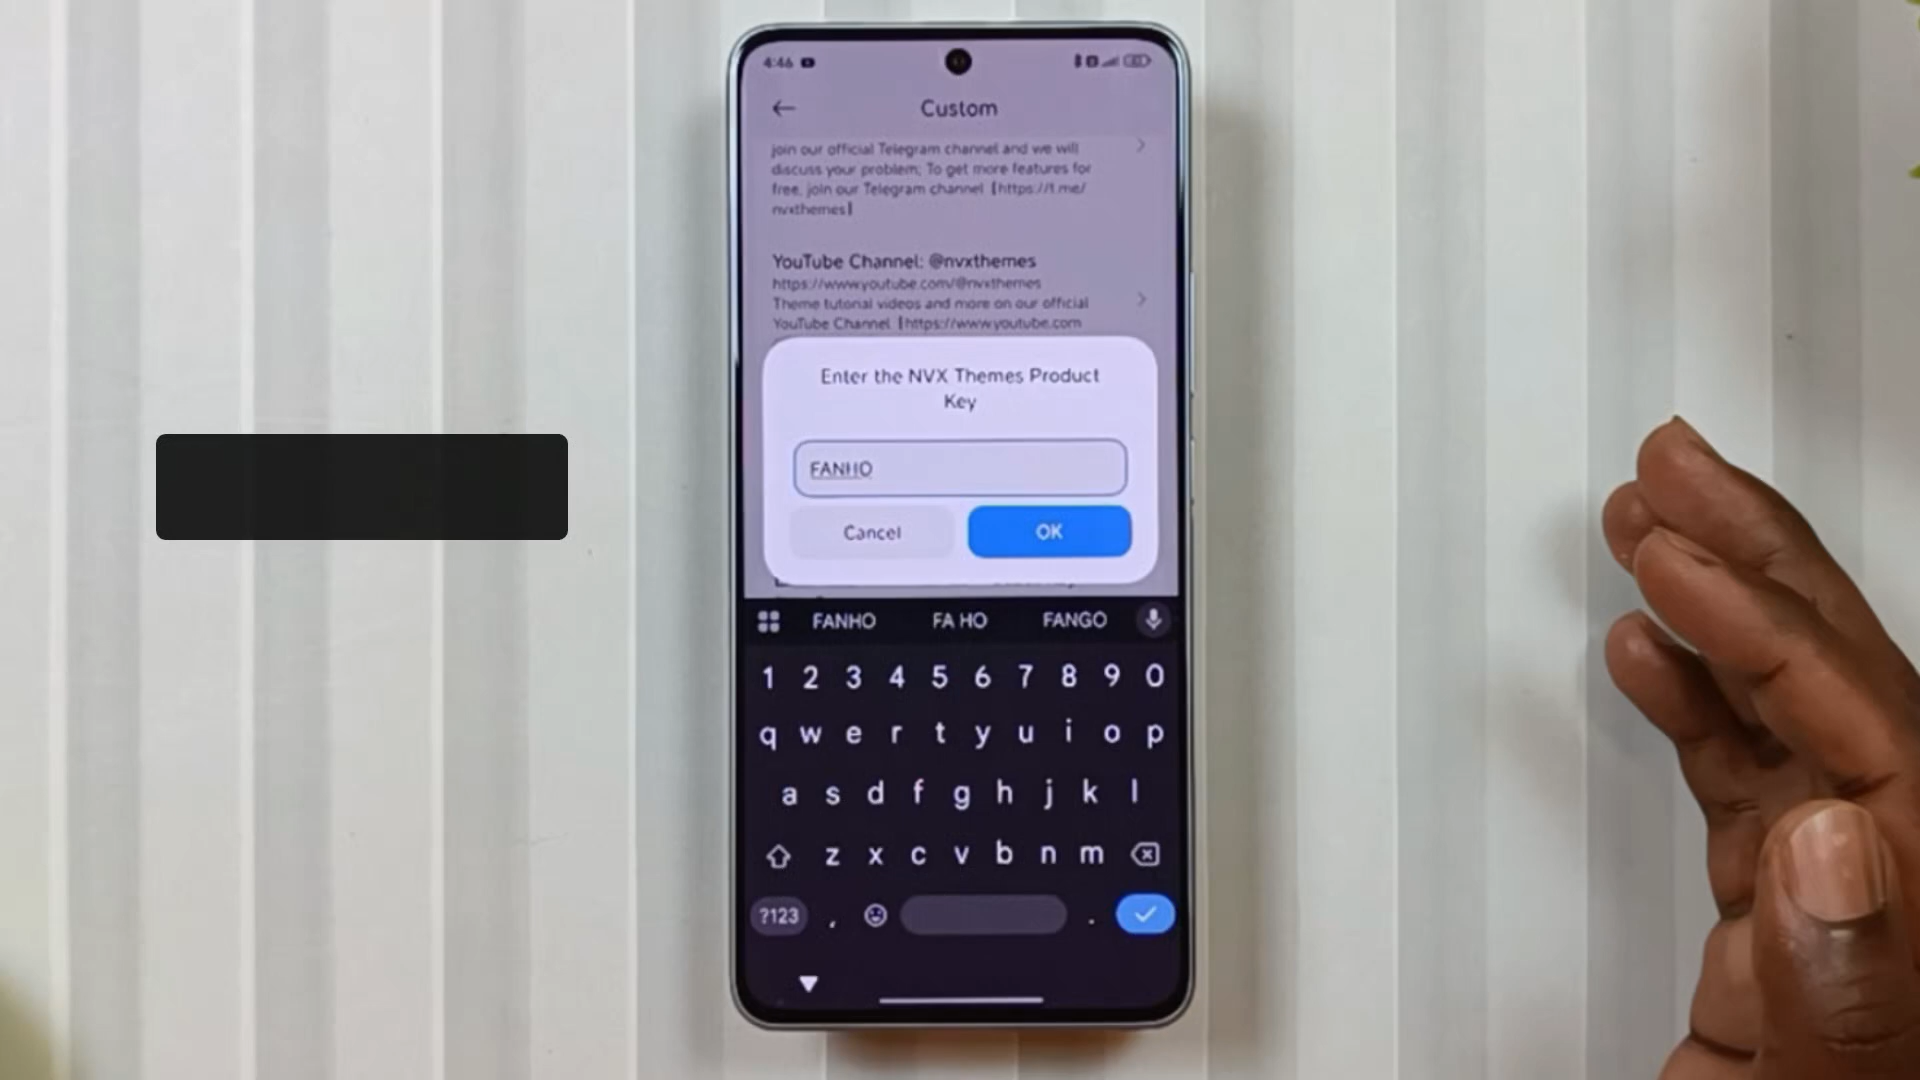 4:46
Custom
join our official Telegram channel and we will
discuss your problem; To get more features for
free, join our Telegram channel [https://t.me/
nvxthemes]
YouTube Channel: @nvxthemes
https://www.youtube.com/@nvxthemes
Theme tutorial videos and more on our official
YouTube Channel [https://www.youtube.com
Enter the NVX Themes Product
Key
FANHO
Cancel OK
FANHO FA HO FANGO
1 2 3 4 5 6 7 8 9 0
q w e r t y u i o p
a s d f g h j k l
z x c v b n m
?123 , .